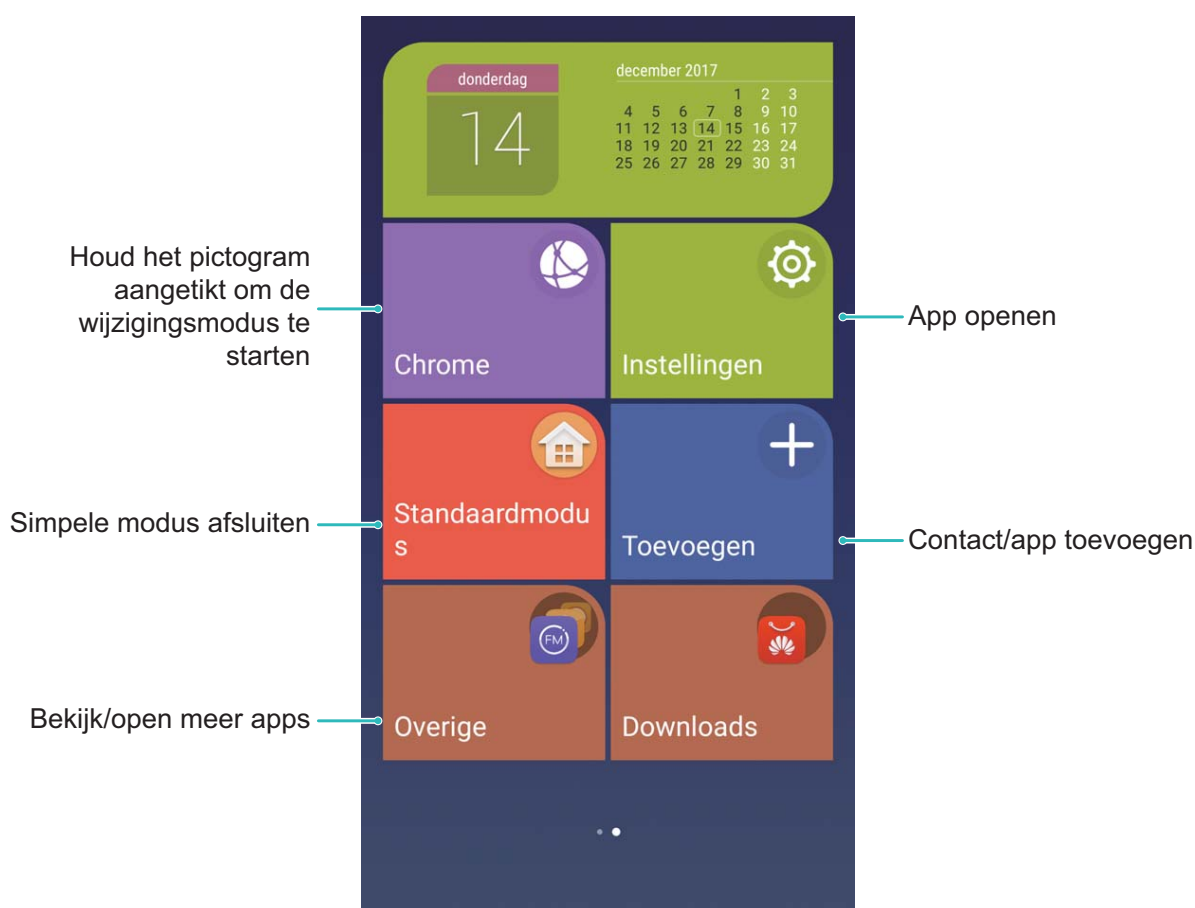 donderdag
14
december 2017
1 2 3
4 5 6 7 8 9 10
11 12 13 14 15 16 17
18 19 20 21 22 23 24
25 26 27 28 29 30 31
Houd het pictogram
aangetikt om de
wijzigingsmodus te
starten
Chrome
Instellingen
App openen
Simpele modus afsluiten
Standaardmodu
s
Toevoegen
Contact/app toevoegen
Bekijk/open meer apps
FM
Overige
Downloads